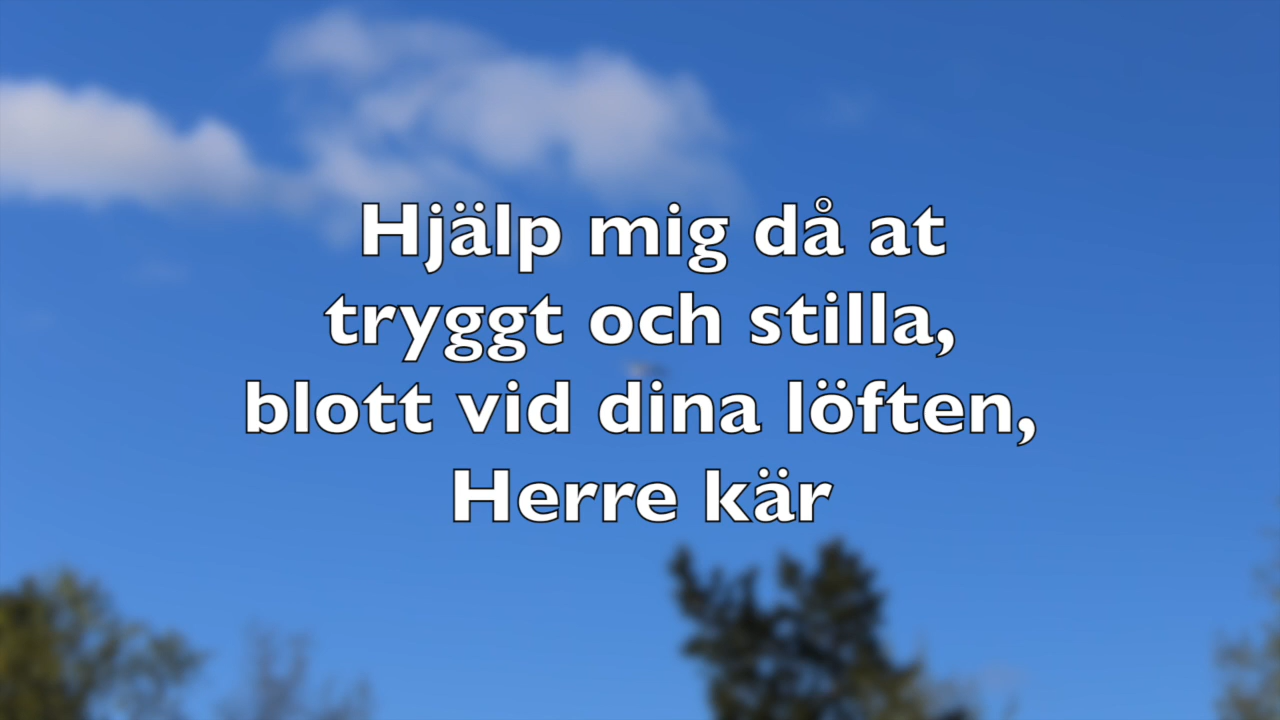 Hjälp mig då at
tryggt och stilla,
blott vid dina löften,
Herre kär